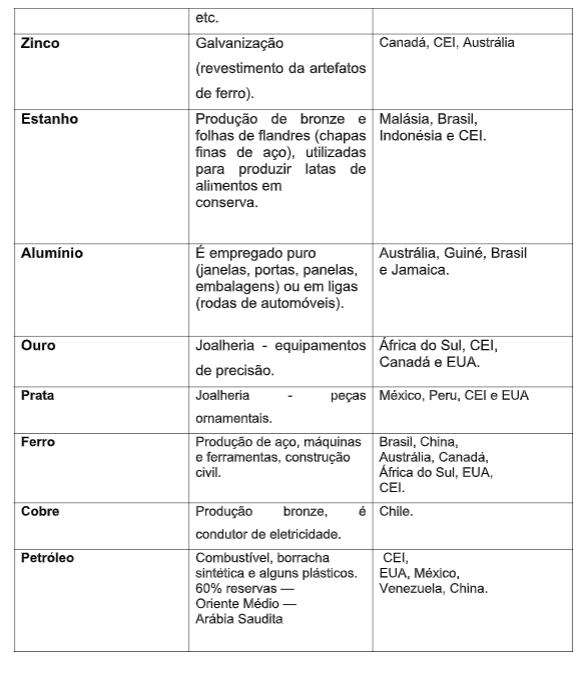 etc.
Zinco
Galvanização
(revestimento da artefatos
de ferro).
Canadá, CEI, Austrália
Estanho
Produção de bronze e
folhas de flandres (chapas
finas de aço), utilizadas
para produzir latas de
alimentos em
conserva.
Malásia, Brasil,
Indonésia e CEI.
Alumínio
É empregado puro
(janelas, portas, panelas,
embalagens) ou em ligas
(rodas de automóveis).
Austrália, Guiné, Brasil
e Jamaica.
Ouro
Joalheria - equipamentos
de precisão.
África do Sul, CEI,
Canadá e EUA.
Prata
Joalheria - peças
ornamentais.
México, Peru, CEI e EUA
Ferro
Produção de aço, máquinas
e ferramentas, construção
civil.
Brasil, China,
Austrália, Canadá,
África do Sul, EUA,
CEI.
Cobre
Produção bronze, é
condutor de eletricidade.
Chile.
Petróleo
Combustível, borracha
sintética e alguns plásticos.
60% reservas —
Oriente Médio —
Arábia Saudita
CEI,
EUA, México,
Venezuela, China.